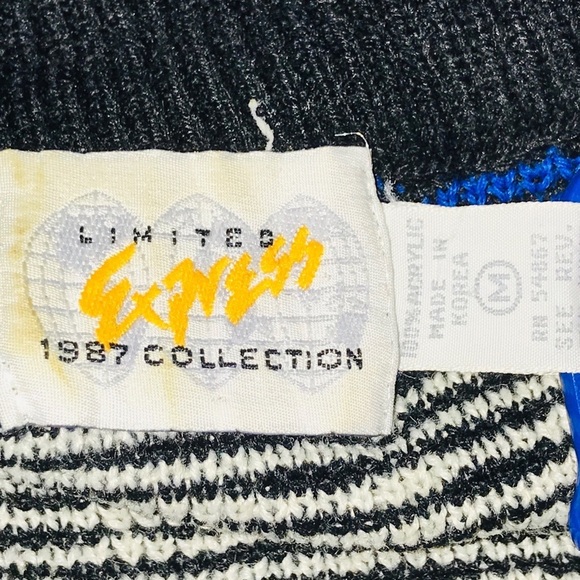 LIMITED
EXPRESS
1987 COLLECTION
100% ACRYLIC
MADE IN
KOREA
M
RN 54867
SEE REV.